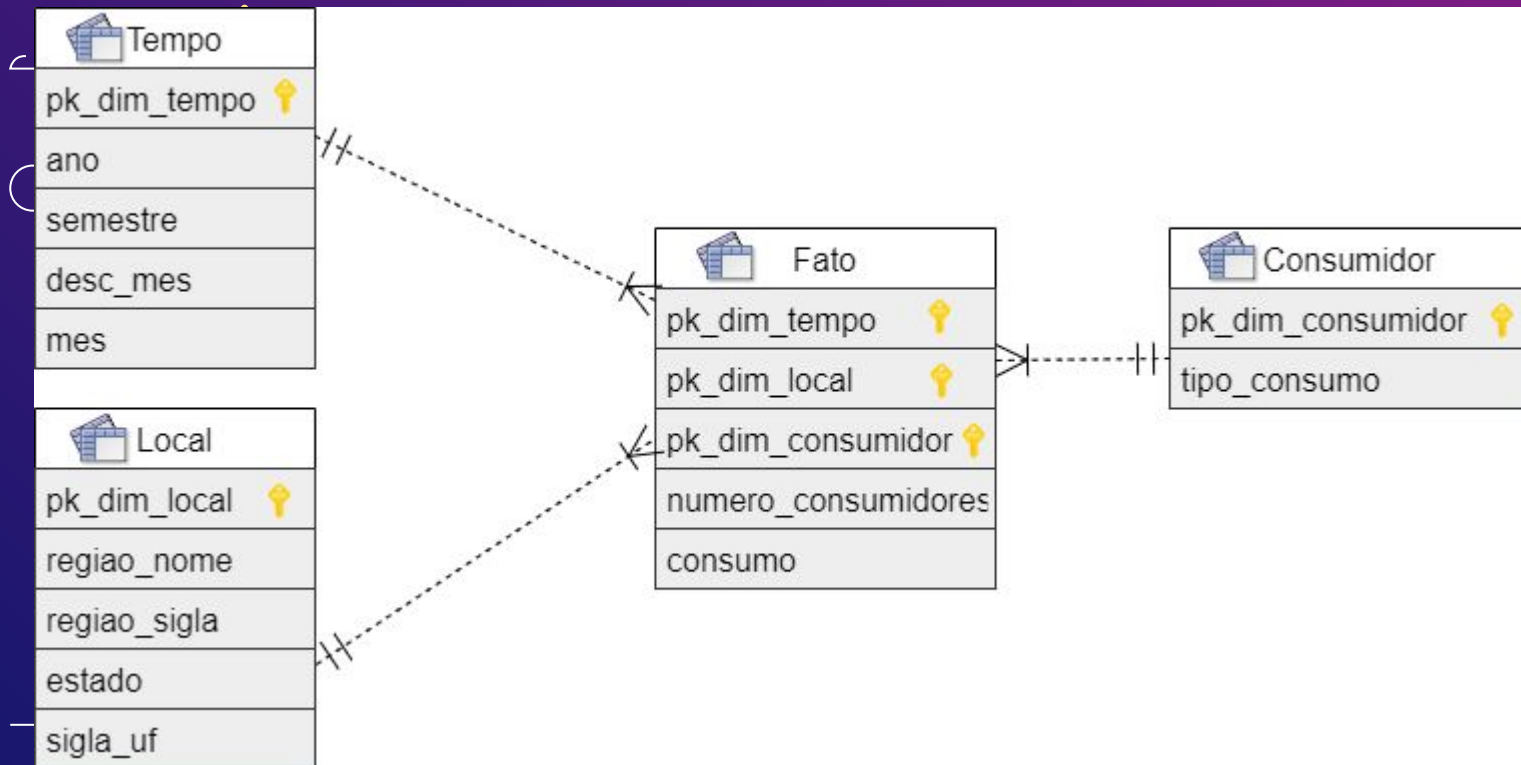 Tempo
pk_dim_tempo
ano
semestre
desc_mes
mes
Local
pk_dim_local
regiao_nome
regiao_sigla
estado
sigla_uf
Fato
pk_dim_tempo
pk_dim_local
pk_dim_consumidor
numero_consumidores
consumo
Consumidor
pk_dim_consumidor
tipo_consumo